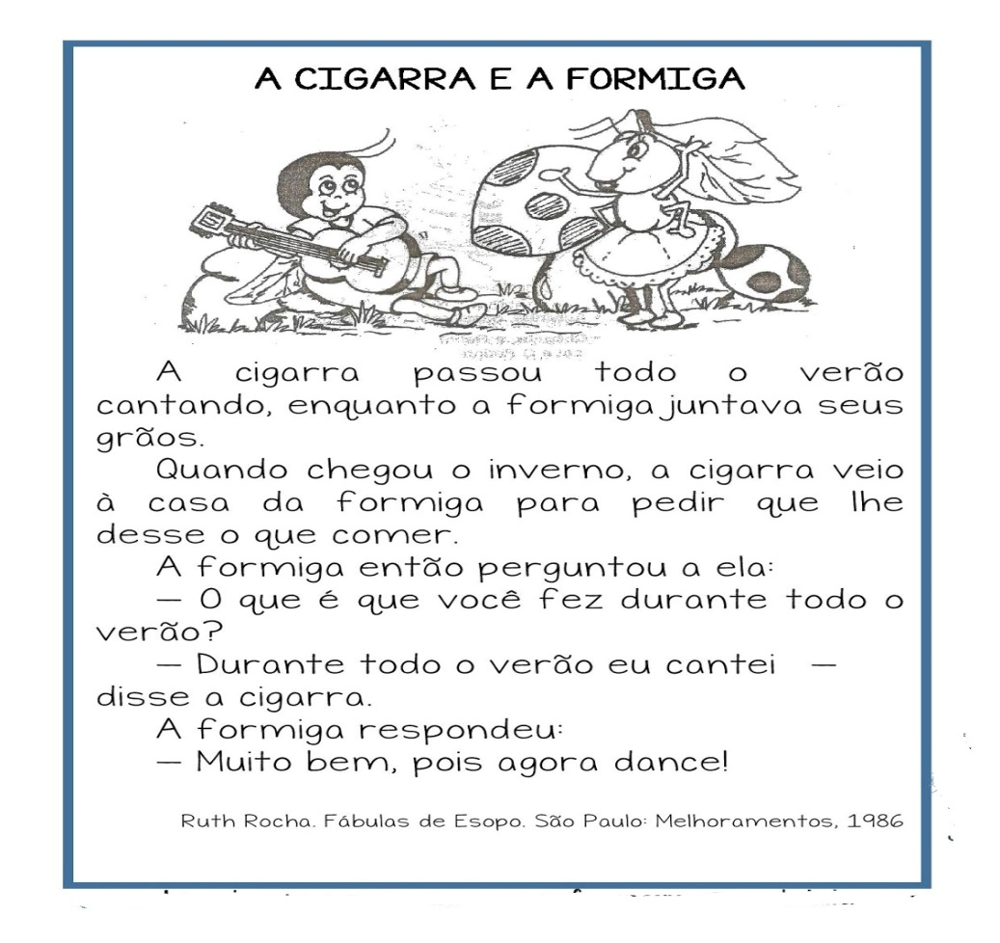 A CIGARRA E A FORMIGA
A cigarra passou todo o verão
cantando, enquanto a formiga juntava seus
grãos.
Quando chegou o inverno, a cigarra veio
à casa da formiga para pedir que lhe
desse o que comer.
A formiga então perguntou a ela:
— O que é que você fez durante todo o
verão?
— Durante todo o verão eu cantei —
disse a cigarra.
A formiga respondeu:
— Muito bem, pois agora dance!
Ruth Rocha. Fábulas de Esopo. São Paulo: Melhoramentos, 1986